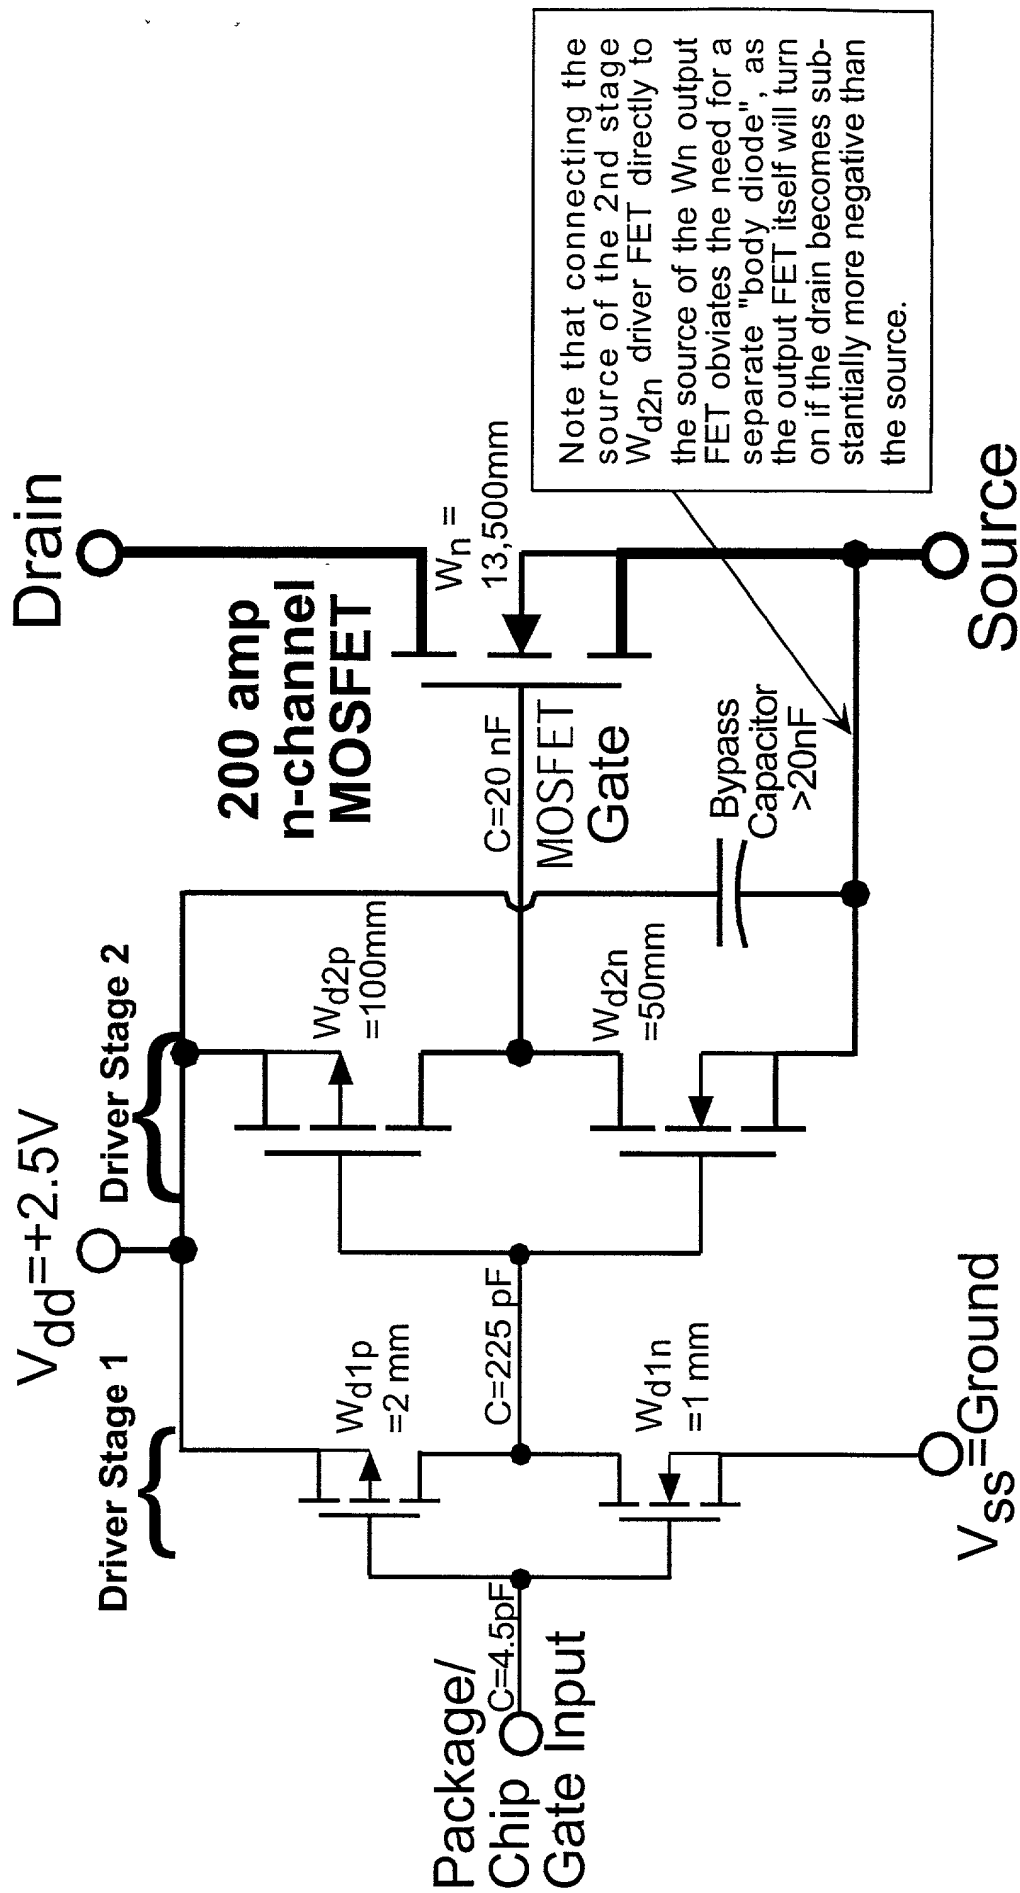 Package/
Chip
Gate Input
C=4.5pF
Driver Stage 1
Wd1p
=2 mm
Wd1n
=1 mm
Vss=Ground
Vdd=+2.5V
C=225 pF
Driver Stage 2
Wd2p
=100mm
Wd2n
=50mm
200 amp
n-channel
MOSFET
C=20 nF
MOSFET
Gate
Bypass
Capacitor
>20nF
Drain
Wn =
13,500mm
Source
Note that connecting the
source of the 2nd stage
Wd2n driver FET directly to
the source of the Wn output
FET obviates the need for a
separate "body diode", as
the output FET itself will turn
on if the drain becomes sub-
stantially more negative than
the source.